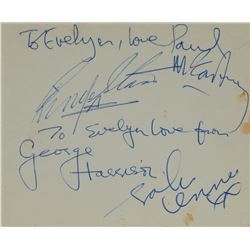 To Evelyn, love Paul
McCartney
Ringo Starr
To Evelyn Love from
George
Harrison
John Lennon